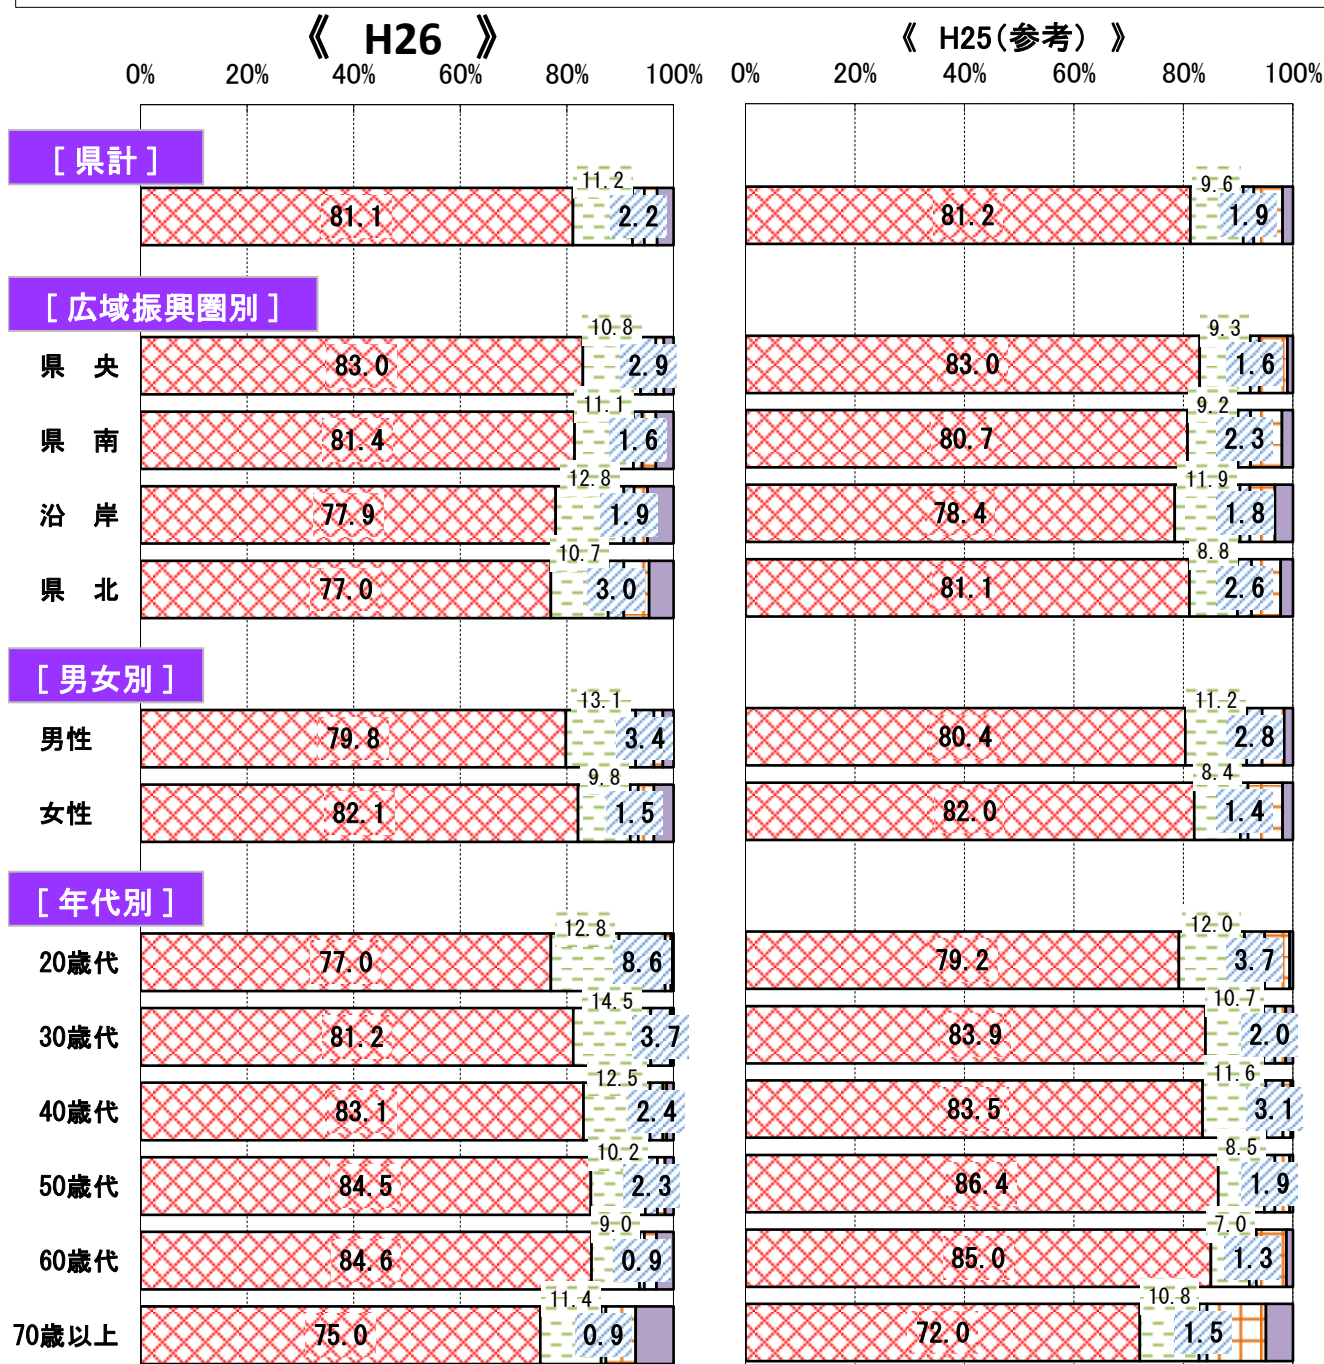 《 H26 》
《 H25(参考) 》
0% 20% 40% 60% 80% 100%
0% 20% 40% 60% 80% 100%
[ 県計 ]
81.1 11.2 2.2
81.2 9.6 1.9
[ 広域振興圏別 ]
県 央 83.0 10.8 2.9
83.0 9.3 1.6
県 南 81.4 11.1 1.6
80.7 9.2 2.3
沿 岸 77.9 12.8 1.9
78.4 11.9 1.8
県 北 77.0 10.7 3.0
81.1 8.8 2.6
[ 男女別 ]
男性 79.8 13.1 3.4
80.4 11.2 2.8
女性 82.1 9.8 1.5
82.0 8.4 1.4
[ 年代別 ]
20歳代 77.0 12.8 8.6
79.2 12.0 3.7
30歳代 81.2 14.5 3.7
83.9 10.7 2.0
40歳代 83.1 12.5 2.4
83.5 11.6 3.1
50歳代 84.5 10.2 2.3
86.4 8.5 1.9
60歳代 84.6 9.0 0.9
85.0 7.0 1.3
70歳以上 75.0 11.4 0.9
72.0 10.8 1.5